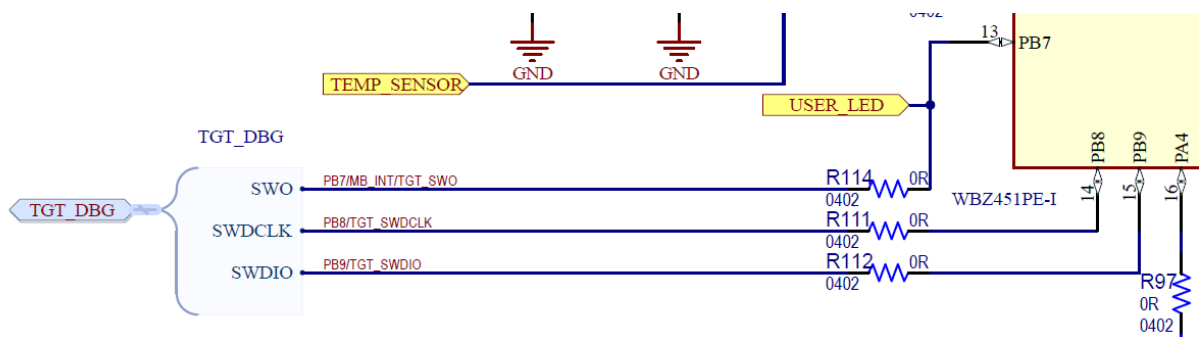 0402
13
PB7
GND
GND
TEMP_SENSOR
USER_LED
TGT_DBG
PB8
PB9
PA4
SWO
PB7/MB_INT/TGT_SWO
R114
0R
0402
14
15
16
WBZ451PE-I
TGT_DBG
SWDCLK
PB8/TGT_SWDCLK
R111
0R
0402
SWDIO
PB9/TGT_SWDIO
R112
0R
0402
R97
0R
0402